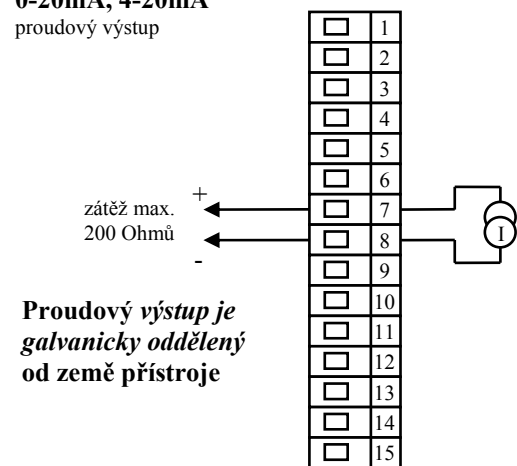 0-20mA, 4-20mA
proudový výstup
1
2
3
4
5
6
+
zátěž max.
7
200 Ohmů
8
I
-
9
10
Proudový výstup je
11
galvanicky oddělený
12
od země přístroje
13
14
15